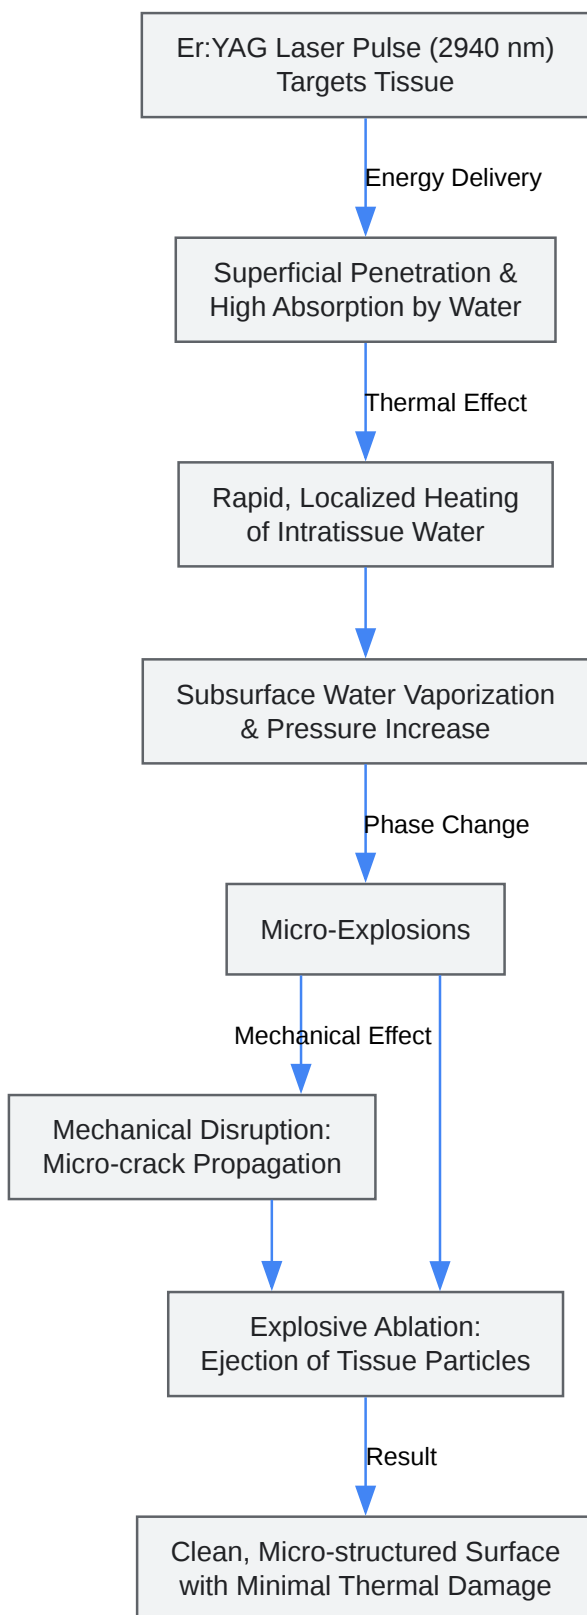 Er:YAG Laser Pulse (2940 nm)
Targets Tissue
Energy Delivery
Superficial Penetration &
High Absorption by Water
Thermal Effect
Rapid, Localized Heating
of Intratissue Water
Subsurface Water Vaporization
& Pressure Increase
Phase Change
Micro-Explosions
Mechanical Effect
Mechanical Disruption:
Micro-crack Propagation
Explosive Ablation:
Ejection of Tissue Particles
Result
Clean, Micro-structured Surface
with Minimal Thermal Damage